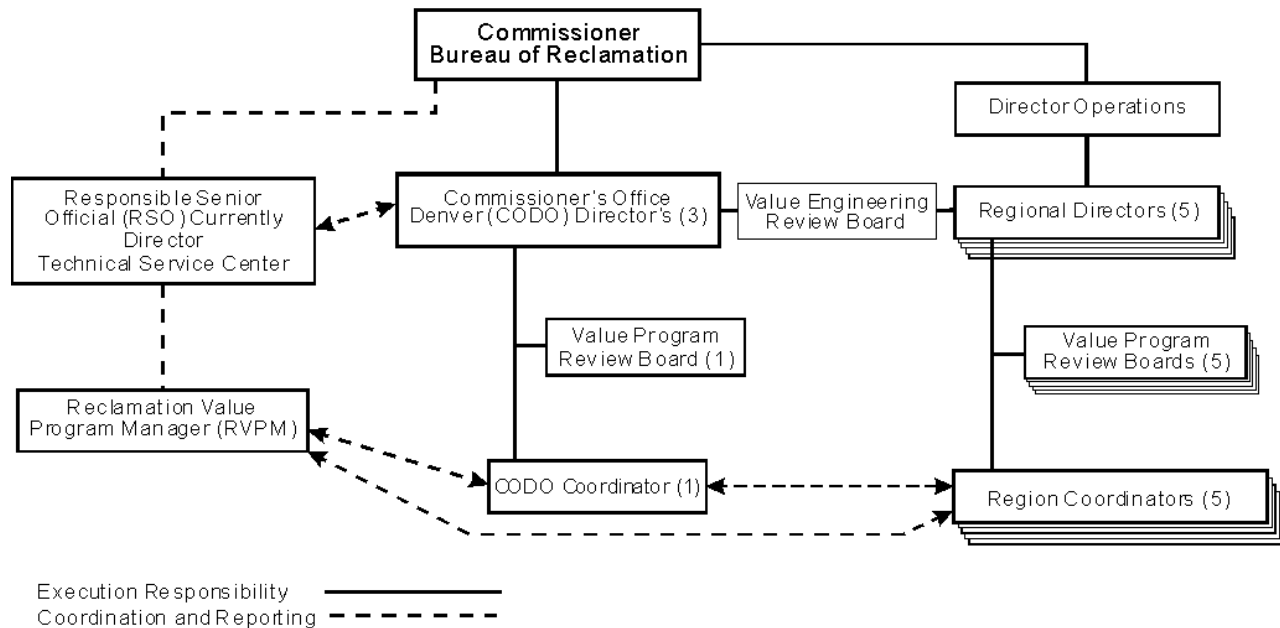 Commissioner
Bureau of Reclamation
Director Operations
Responsible Senior
Official (RSO) Currently
Director
Technical Service Center
Commissioner's Office
Denver (CODO) Director's (3)
Value Engineering
Review Board
Regional Directors (5)
Value Program
Review Board (1)
Value Program
Review Boards (5)
Reclamation Value
Program Manager (RVPM)
CODO Coordinator (1)
Region Coordinators (5)
Execution Responsibility
Coordination and Reporting